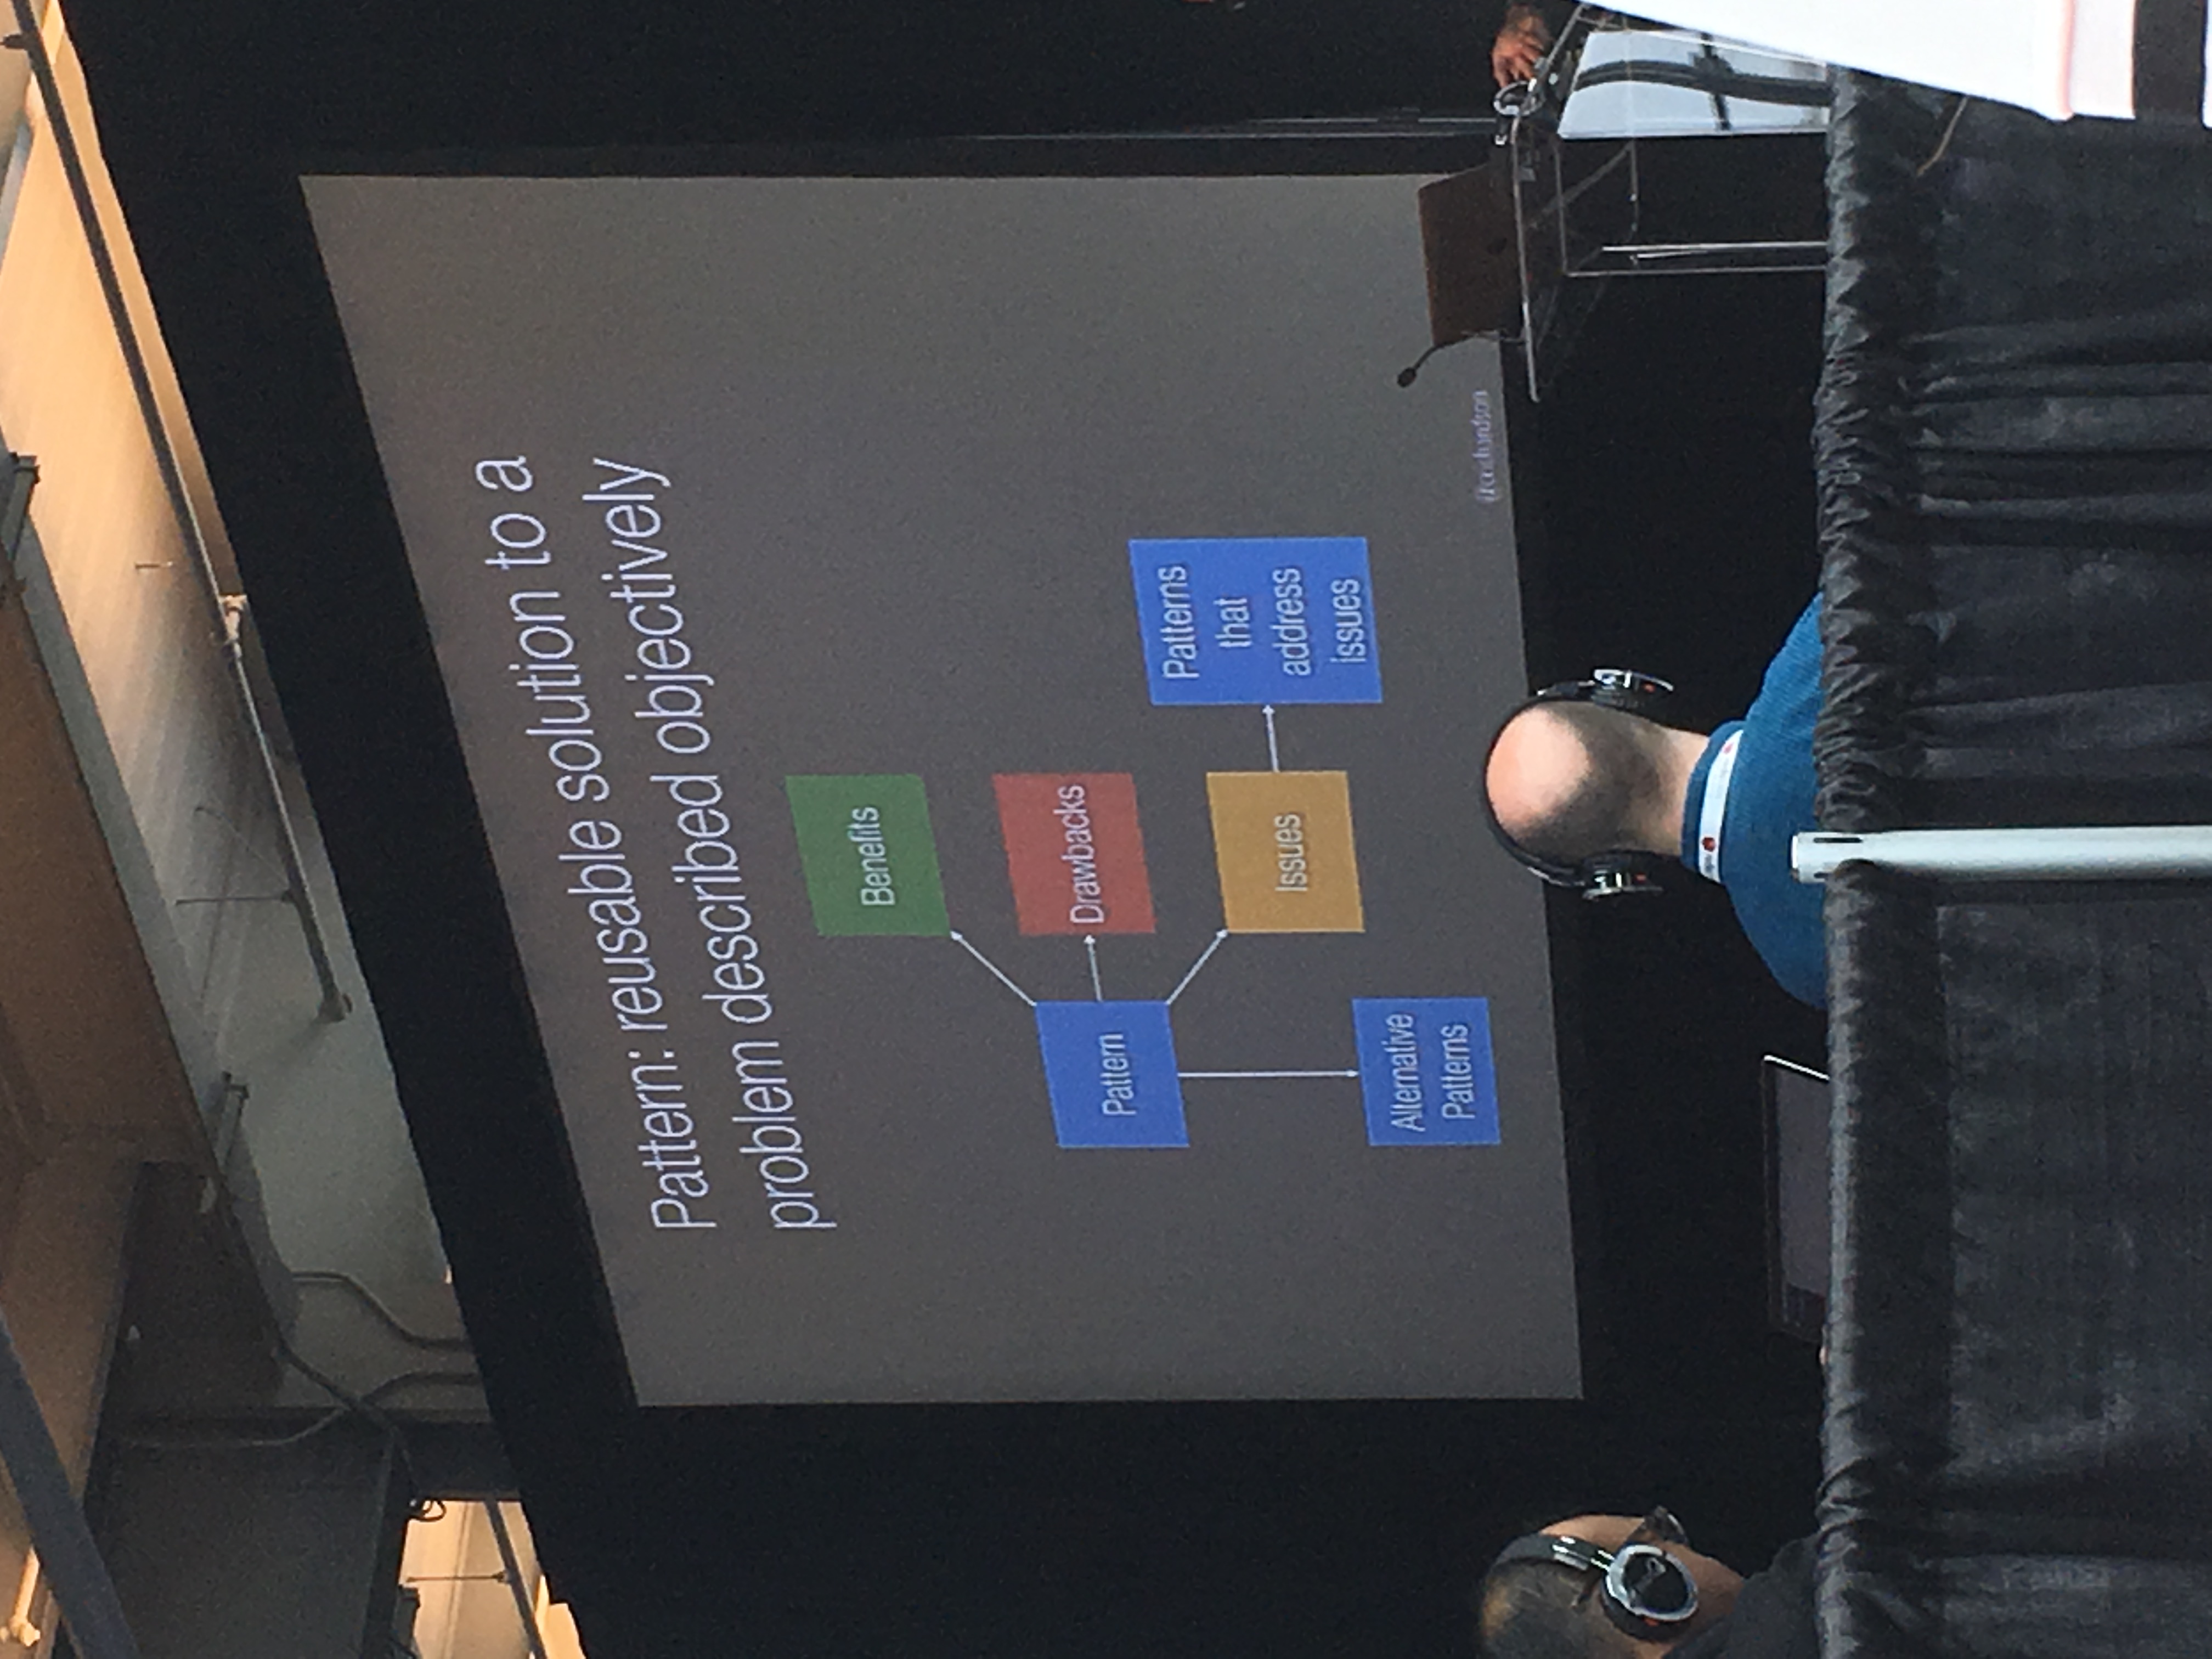 Pattern: reusable solution to a
problem described objectively
Benefits
Pattern
Drawbacks
Issues
Patterns
that
address
issues
Alternative
Patterns
@crichardson